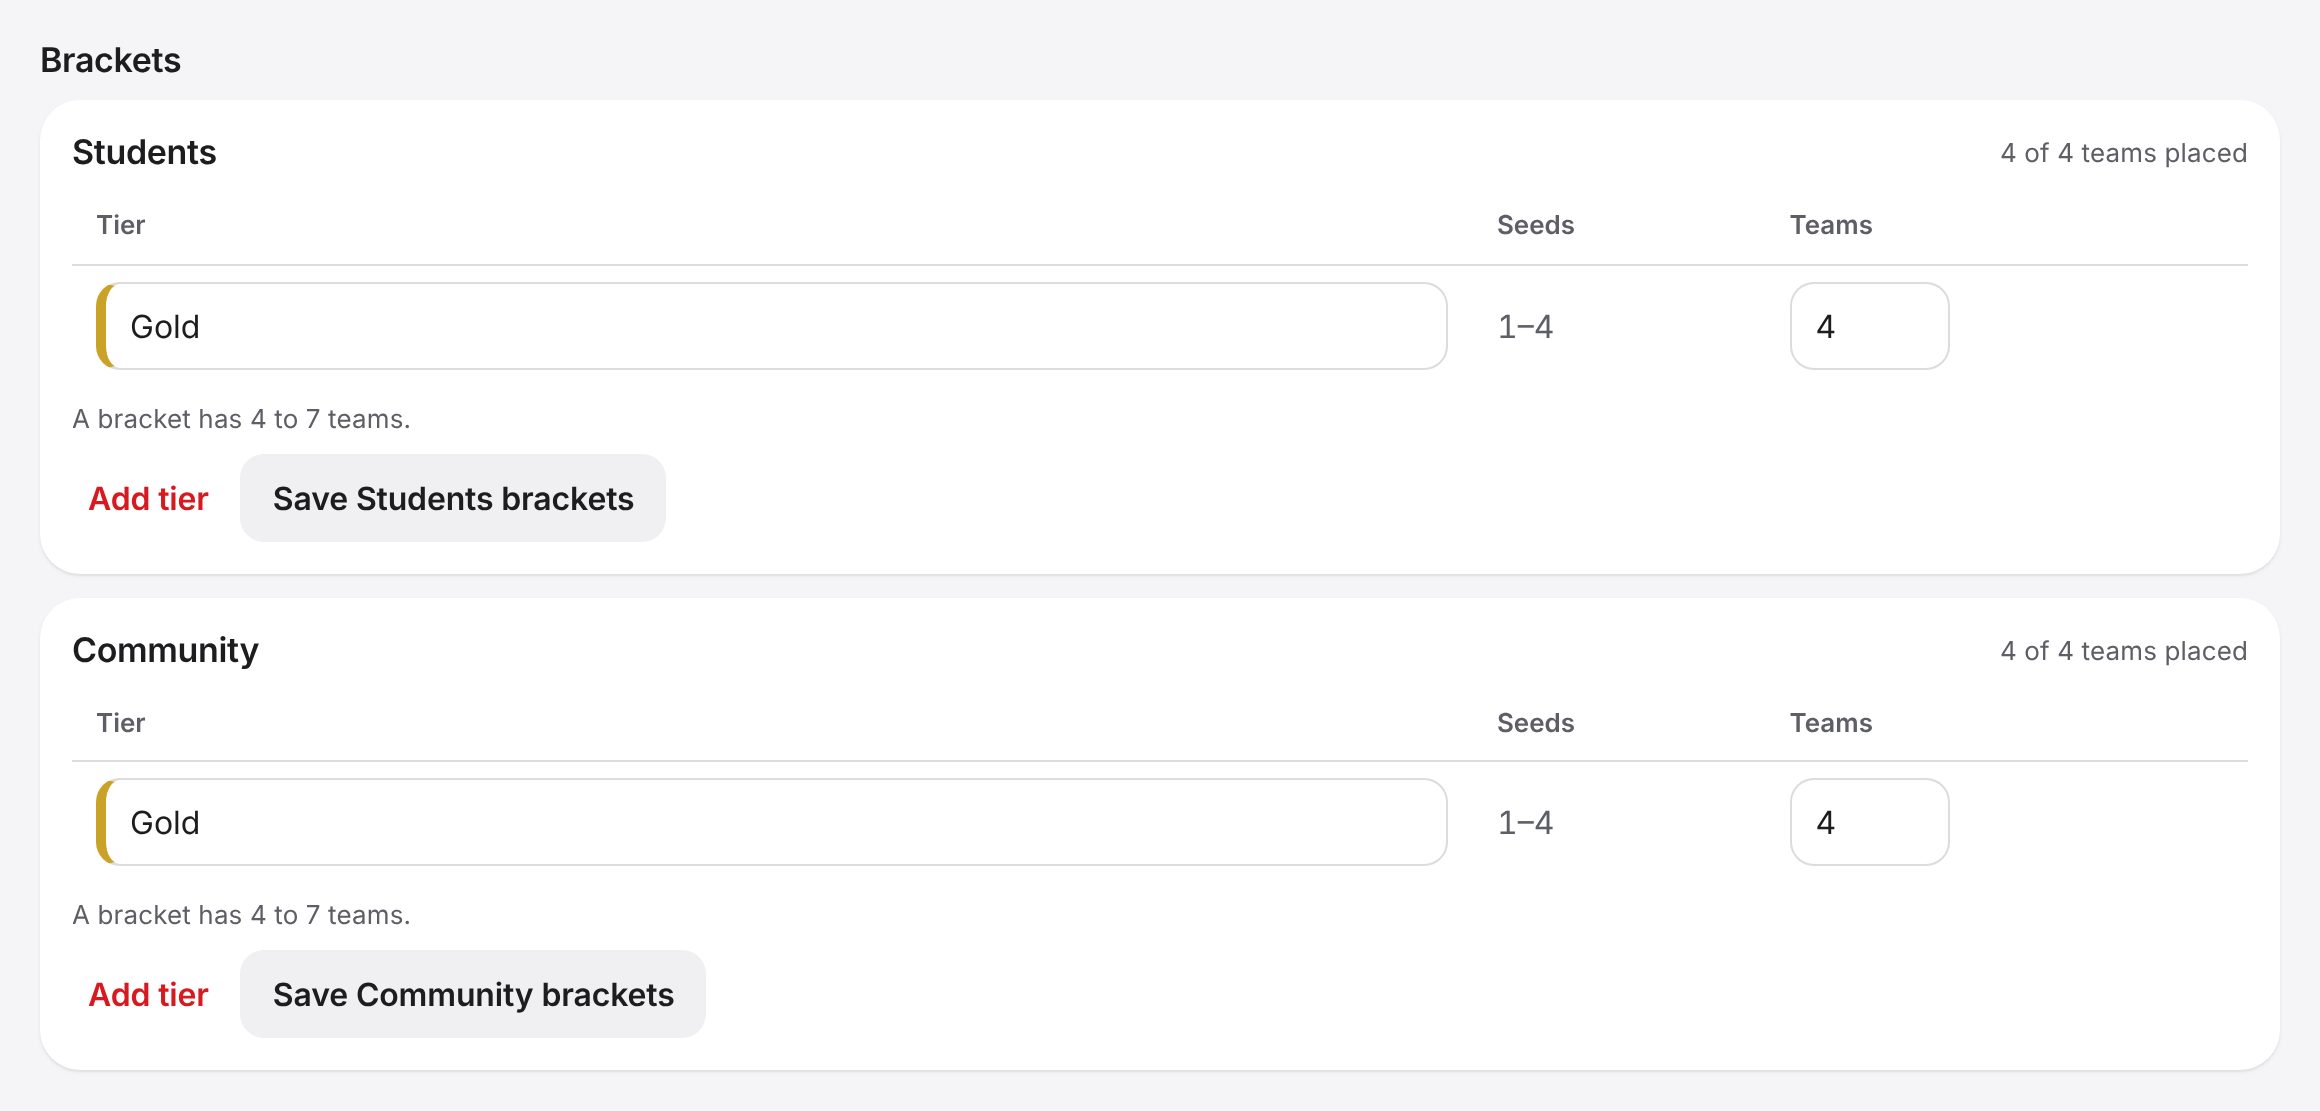 Brackets
Students
4 of 4 teams placed
Tier Seeds Teams
Gold 1–4 4
A bracket has 4 to 7 teams.
Add tier Save Students brackets
Community
4 of 4 teams placed
Tier Seeds Teams
Gold 1–4 4
A bracket has 4 to 7 teams.
Add tier Save Community brackets